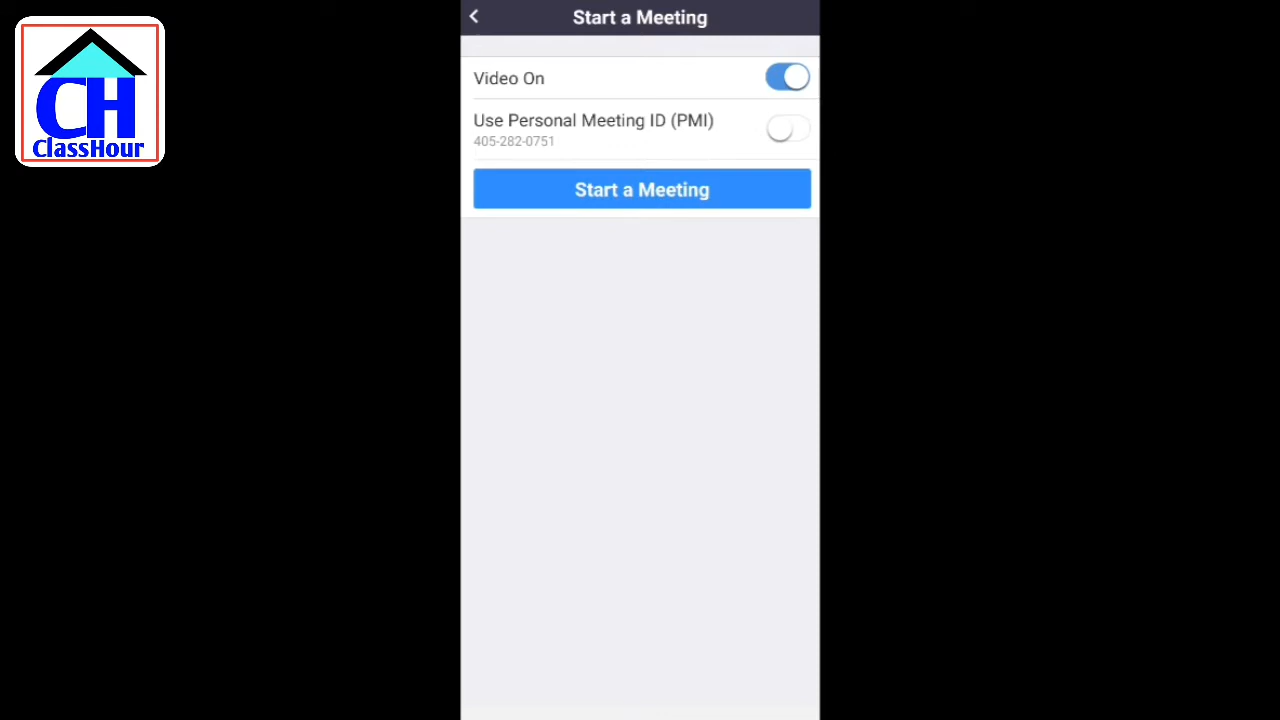 CH
ClassHour
Start a Meeting
Video On
Use Personal Meeting ID (PMI)
405-282-0751
Start a Meeting